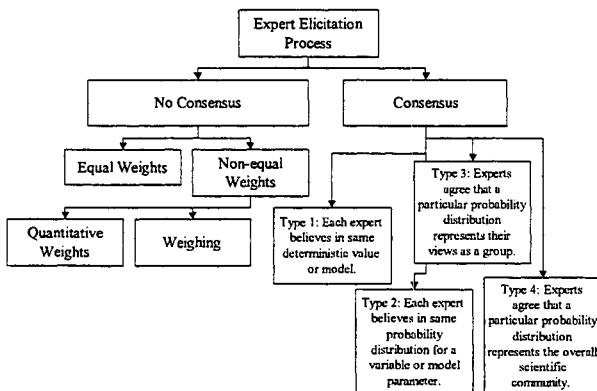 Expert Elicitation
Process
No Consensus
Consensus
Equal Weights
Non-equal
Weights
Quantitative
Weights
Weighing
Type 1: Each expert
believes in same
deterministic value
or model.
Type 3: Experts
agree that a
particular probability
distribution
represents their
views as a group.
Type 2: Each expert
believes in same
probability
distribution for a
variable or model
parameter.
Type 4: Experts
agree that a
particular probability
distribution
represents the overall
scientific
community.